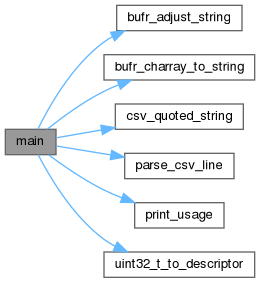 bufr_adjust_string
bufr_charray_to_string
csv_quoted_string
main
parse_csv_line
print_usage
uint32_t_to_descriptor